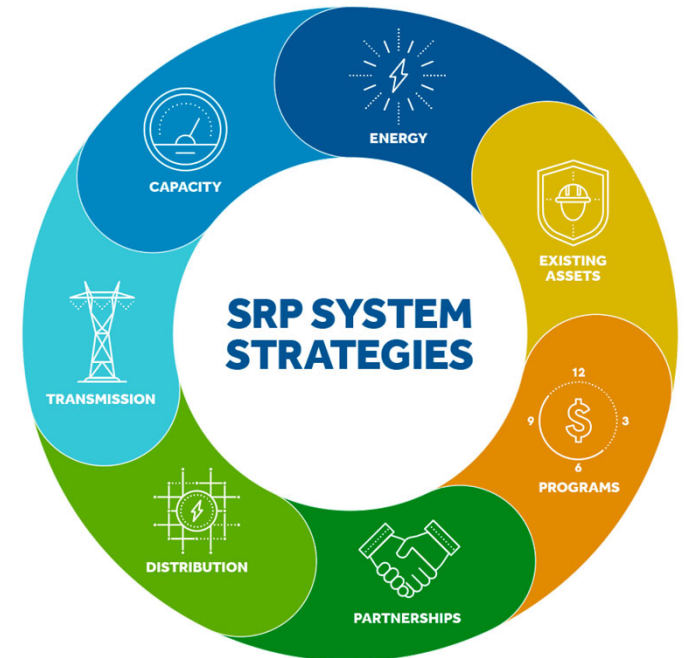 SRP SYSTEM
STRATEGIES
ENERGY
EXISTING
ASSETS
12
9
3
6
$
PROGRAMS
PARTNERSHIPS
DISTRIBUTION
TRANSMISSION
CAPACITY